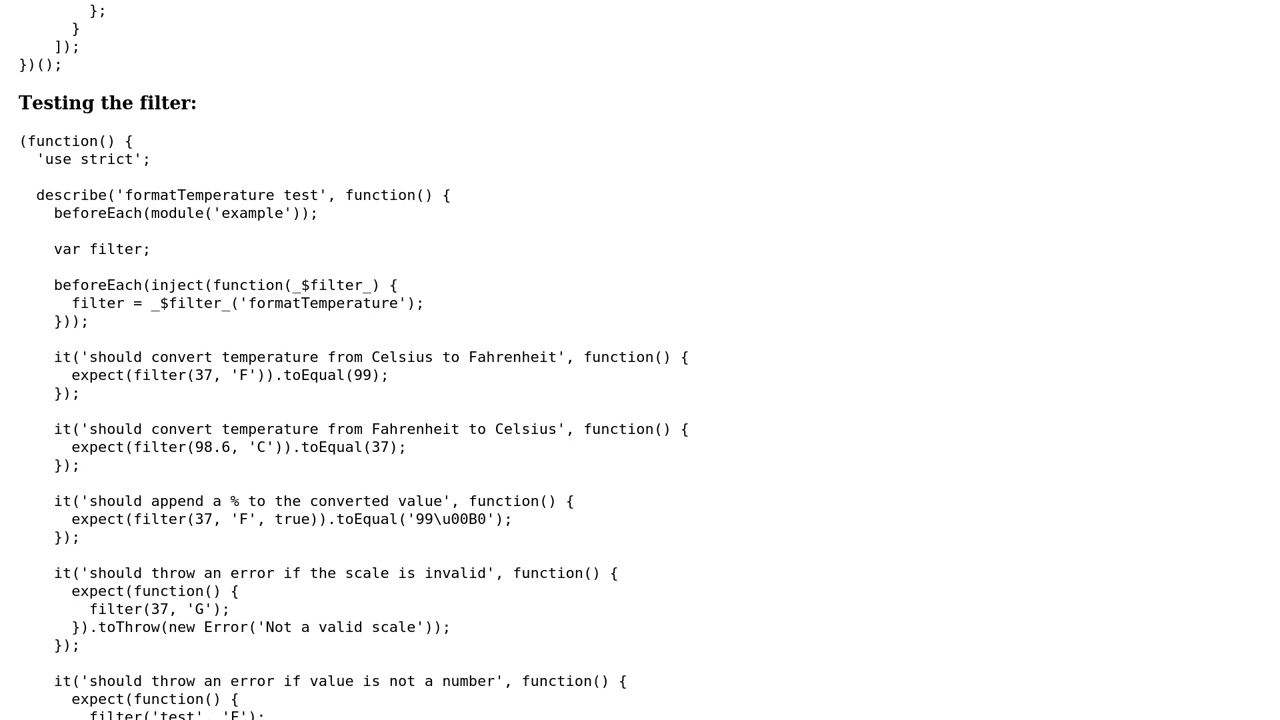 };
      }
    ]);
})();
Testing the filter:
(function() {
  'use strict';

  describe('formatTemperature test', function() {
    beforeEach(module('example'));

    var filter;

    beforeEach(inject(function(_$filter_) {
      filter = _$filter_('formatTemperature');
    }));

    it('should convert temperature from Celsius to Fahrenheit', function() {
      expect(filter(37, 'F')).toEqual(99);
    });

    it('should convert temperature from Fahrenheit to Celsius', function() {
      expect(filter(98.6, 'C')).toEqual(37);
    });

    it('should append a % to the converted value', function() {
      expect(filter(37, 'F', true)).toEqual('99\u00B0');
    });

    it('should throw an error if the scale is invalid', function() {
      expect(function() {
        filter(37, 'G');
      }).toThrow(new Error('Not a valid scale'));
    });

    it('should throw an error if value is not a number', function() {
      expect(function() {
        filter('test', 'F');